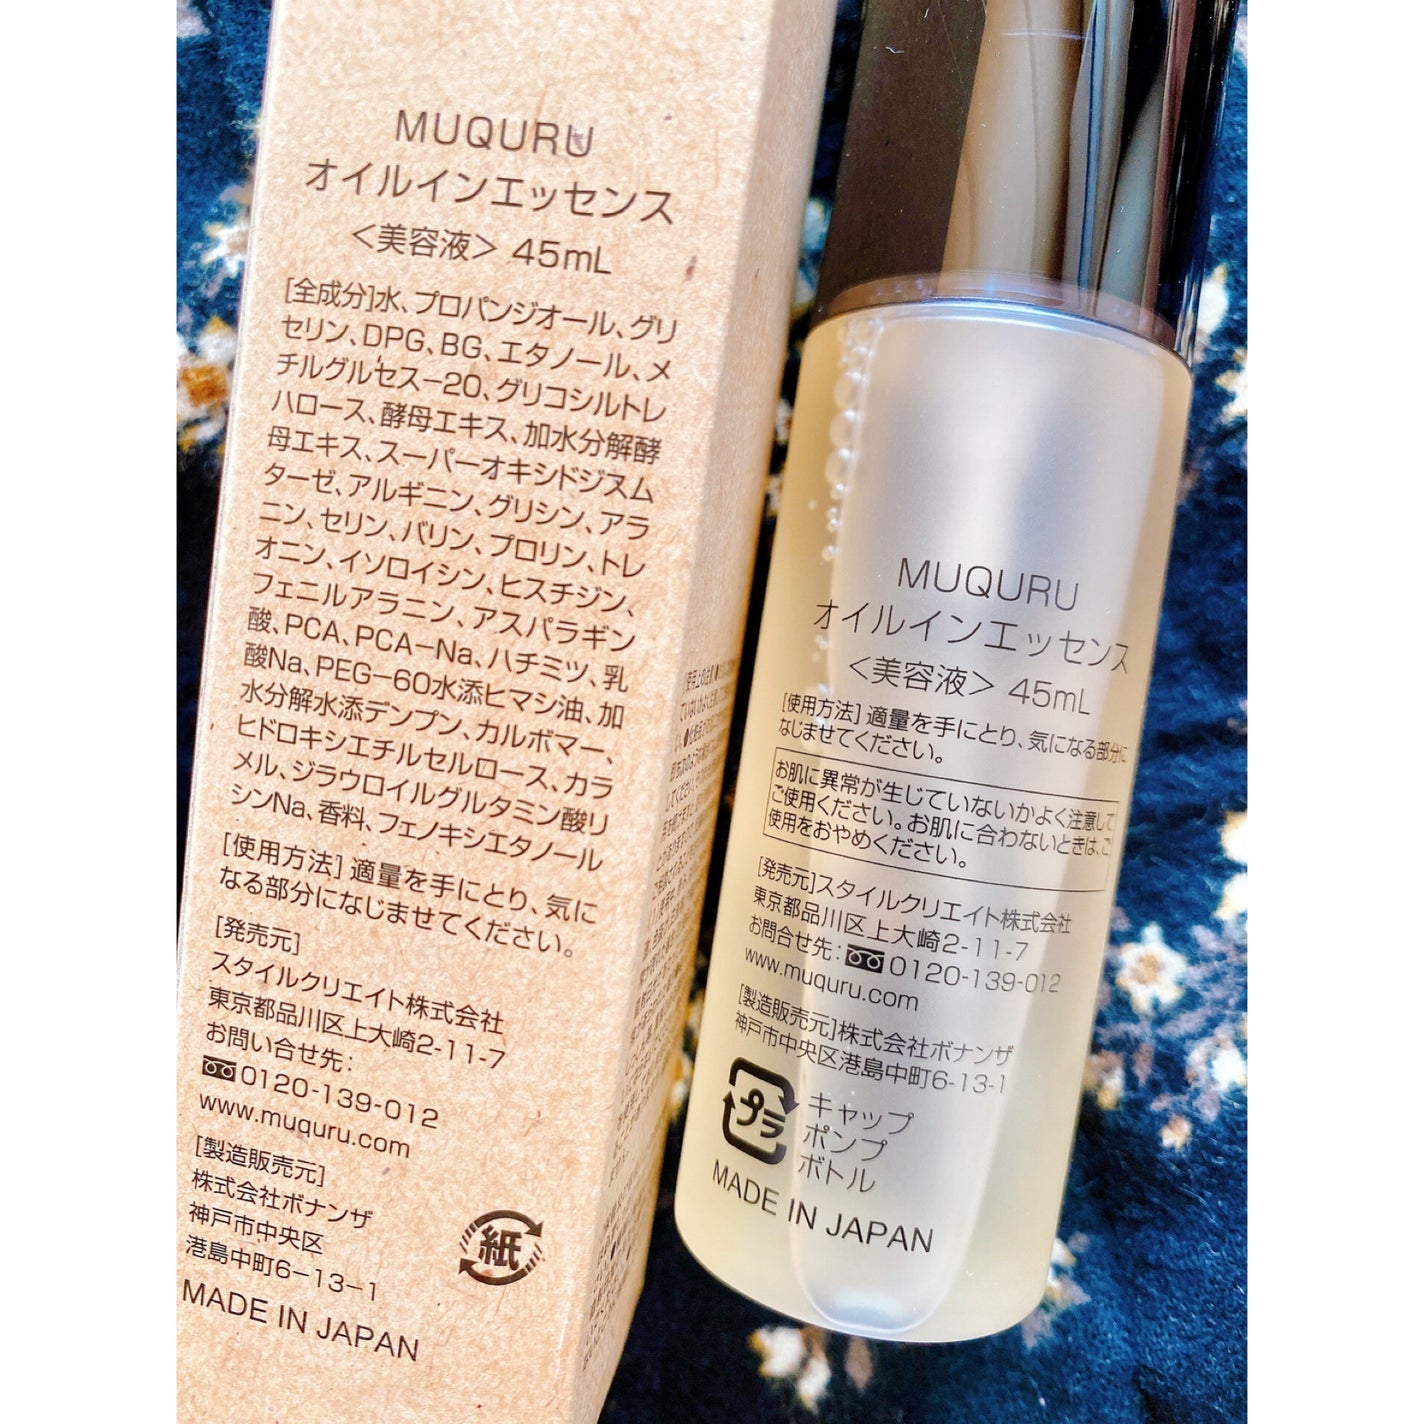 MUQURU
オイルインエッセンス
<美容液> 45mL
[全成分]水、プロパンジオール、グリ
セリン、DPG、BG、エタノール、メ
チルグルセス-20、グリコシルトレ
ハロース、酵母エキス、加水分解酵
母エキス、スーパーオキシドジスム
ターゼ、アルギニン、グリシン、アラ
ニン、セリン、バリン、プロリン、トレ
オニン、イソロイシン、ヒスチジン、
フェニルアラニン、アスパラギン
酸、PCA、PCA-Na、ハチミツ、乳
酸Na、PEG-60水添ヒマシ油、加
水分解水添デンプン、カルボマー、
ヒドロキシエチルセルロース、カラ
メル、ジラウロイルグルタミン酸リ
シンNa、香料、フェノキシエタノール
[使用方法] 適量を手にとり、気に
なる部分になじませてください。
[発売元]
スタイルクリエイト株式会社
東京都品川区上大崎2-11-7
お問い合せ先:
0120-139-012
www.muquru.com
[製造販売元]
株式会社ボナンザ
神戸市中央区
港島中町6-13-1
紙
MADE IN JAPAN
MUQURU
オイルインエッセンス
<美容液> 45mL
[使用方法] 適量を手にとり、気になる部分に
なじませてください。
お肌に異常が生じていないかよく注意して
ご使用ください。お肌に合わないときは、ご
使用をおやめください。
[発売元]スタイルクリエイト株式会社
東京都品川区上大崎2-11-7
お問合せ先:0120-139-012
www.muquru.com
[製造販売元]株式会社ボナンザ
神戸市中央区港島中町6-13-1
プラ
キャップ
ポンプ
ボトル
MADE IN JAPAN